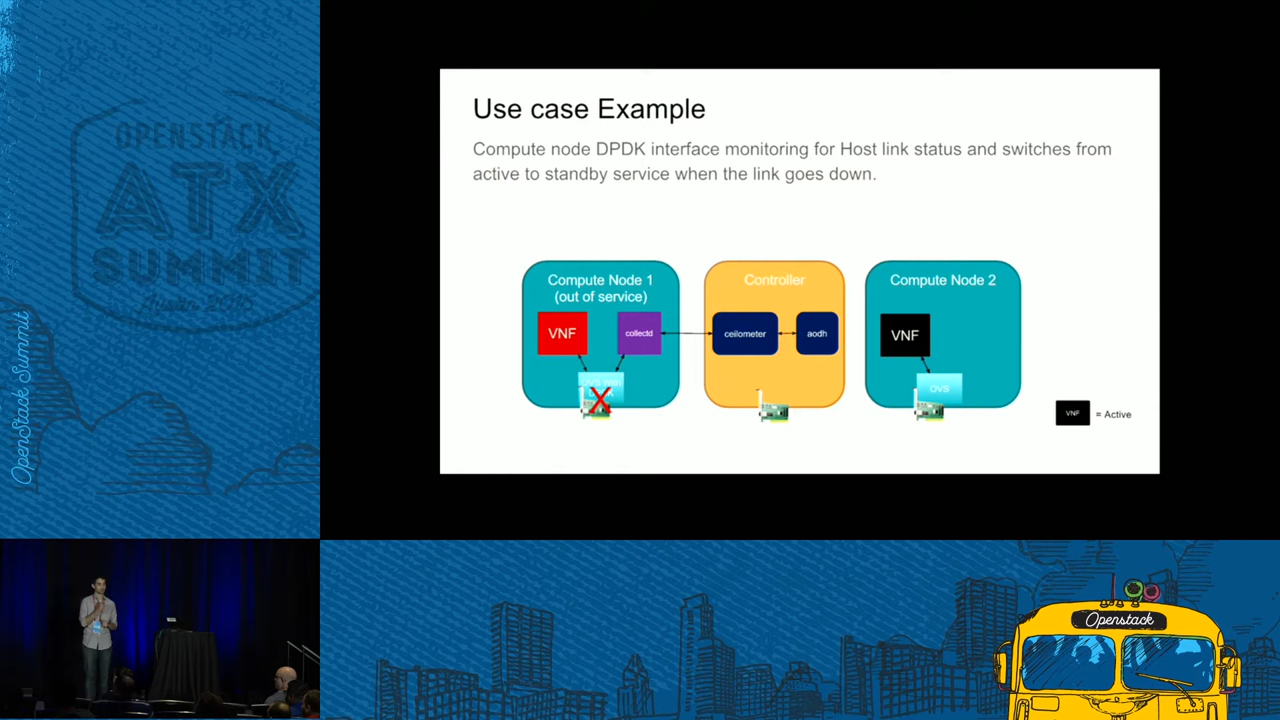 OPENSTACK
ATX
SUMMIT
Austin 2016
OpenStack Summit
Use case Example
Compute node DPDK interface monitoring for Host link status and switches from
active to standby service when the link goes down.
Compute Node 1
(out of service)
VNF
collectd
X
Controller
ceilometer
aodh
Compute Node 2
VNF
OVS
VNF
= Active
Openstack